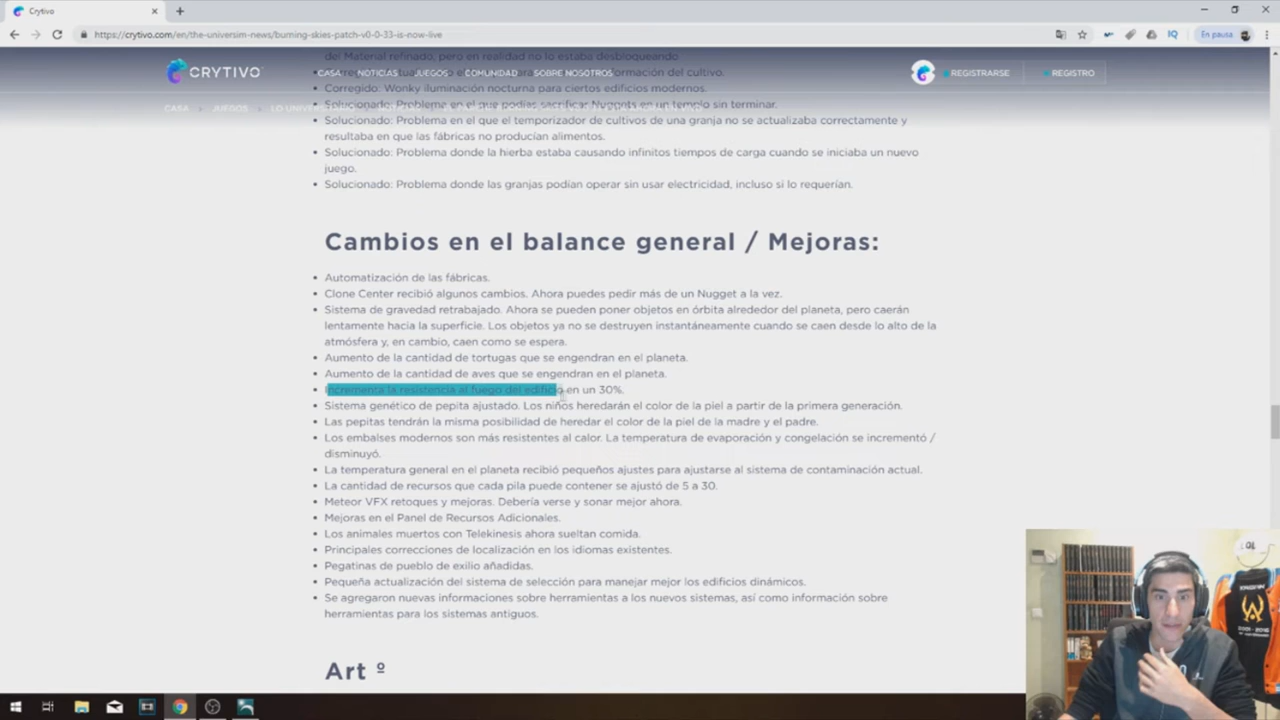 Crytivo
https://crytivo.com/en/the-universim-news/burning-skies-patch-v0-0-33-is-now-live
En pausa
del Material refinado, pero en realidad no lo estaba desbloqueando
CRYTIVO
CASA NOTICIAS JUEGOS COMUNIDAD SOBRE NOSOTROS
REGISTRARSE
REGISTRO
formación del cultivo.
Corregido: Wonky iluminación nocturna para ciertos edificios modernos.
CASA > JUEGOS >
Solucionado: Problema en el que podías sacrificar Nuggets en un templo sin terminar.
Solucionado: Problema en el que el temporizador de cultivos de una granja no se actualizaba correctamente y
resultaba en que las fábricas no producían alimentos.
Solucionado: Problema donde la hierba estaba causando infinitos tiempos de carga cuando se iniciaba un nuevo
juego.
Solucionado: Problema donde las granjas podían operar sin usar electricidad, incluso si lo requerían.
Cambios en el balance general / Mejoras:
Automatización de las fábricas.
Clone Center recibió algunos cambios. Ahora puedes pedir más de un Nugget a la vez.
Sistema de gravedad retrabajado. Ahora se pueden poner objetos en órbita alrededor del planeta, pero caerán
lentamente hacia la superficie. Los objetos ya no se destruyen instantáneamente cuando se caen desde lo alto de la
atmósfera y, en cambio, caen como se espera.
Aumento de la cantidad de tortugas que se engendran en el planeta.
Aumento de la cantidad de aves que se engendran en el planeta.
Incrementa la resistencia al fuego del edificio en un 30%.
Sistema genético de pepita ajustado. Los niños heredarán el color de la piel a partir de la primera generación.
Las pepitas tendrán la misma posibilidad de heredar el color de la piel de la madre y el padre.
Los embalses modernos son más resistentes al calor. La temperatura de evaporación y congelación se incrementó /
disminuyó.
La temperatura general en el planeta recibió pequeños ajustes para ajustarse al sistema de contaminación actual.
La cantidad de recursos que cada pila puede contener se ajustó de 5 a 30.
Meteor VFX retoques y mejoras. Debería verse y sonar mejor ahora.
Mejoras en el Panel de Recursos Adicionales.
Los animales muertos con Telekinesis ahora sueltan comida.
Principales correcciones de localización en los idiomas existentes.
Pegatinas de pueblo de exilio añadidas.
Pequeña actualización del sistema de selección para manejar mejor los edificios dinámicos.
Se agregaron nuevas informaciones sobre herramientas a los nuevos sistemas, así como información sobre
herramientas para los sistemas antiguos.
Art º